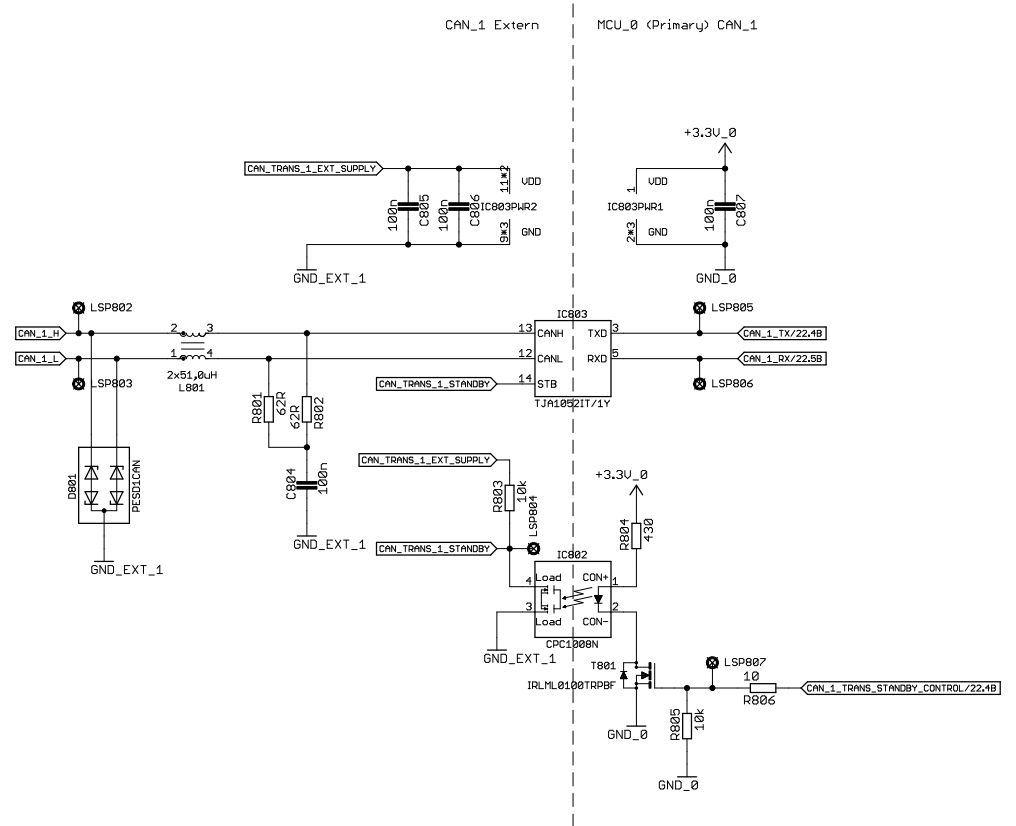 CAN_1 Extern
MCU_0 (Primary) CAN_1
+3.3V_0
CAN_TRANS_1_EXT_SUPPLY
100n
C805
100n
C806
11*2
VDD
IC803PWR2
9*3
GND
GND_EXT_1
1
VDD
IC803PWR1
2*3
GND
100n
C807
GND_0
LSP802
CAN_1_H
CAN_1_L
LSP803
2
3
1
4
2x51,0uH
L801
IC803
13
CANH
TXD
3
12
CANL
RXD
5
14
STB
TJA1052IT/1Y
LSP805
CAN_1_TX/22.4B
CAN_1_RX/22.5B
LSP806
CAN_TRANS_1_STANDBY
R801
62R
62R
R802
C804
100n
GND_EXT_1
D801
PESD1CAN
GND_EXT_1
CAN_TRANS_1_EXT_SUPPLY
R803
10k
LSP804
CAN_TRANS_1_STANDBY
+3.3V_0
R804
430
IC802
4
Load
CON+
1
3
Load
CON-
2
CPC1008N
GND_EXT_1
T801
IRLML0100TRPBF
GND_0
LSP807
10
R806
CAN_1_TRANS_STANDBY_CONTROL/22.4B
R805
10k
GND_0